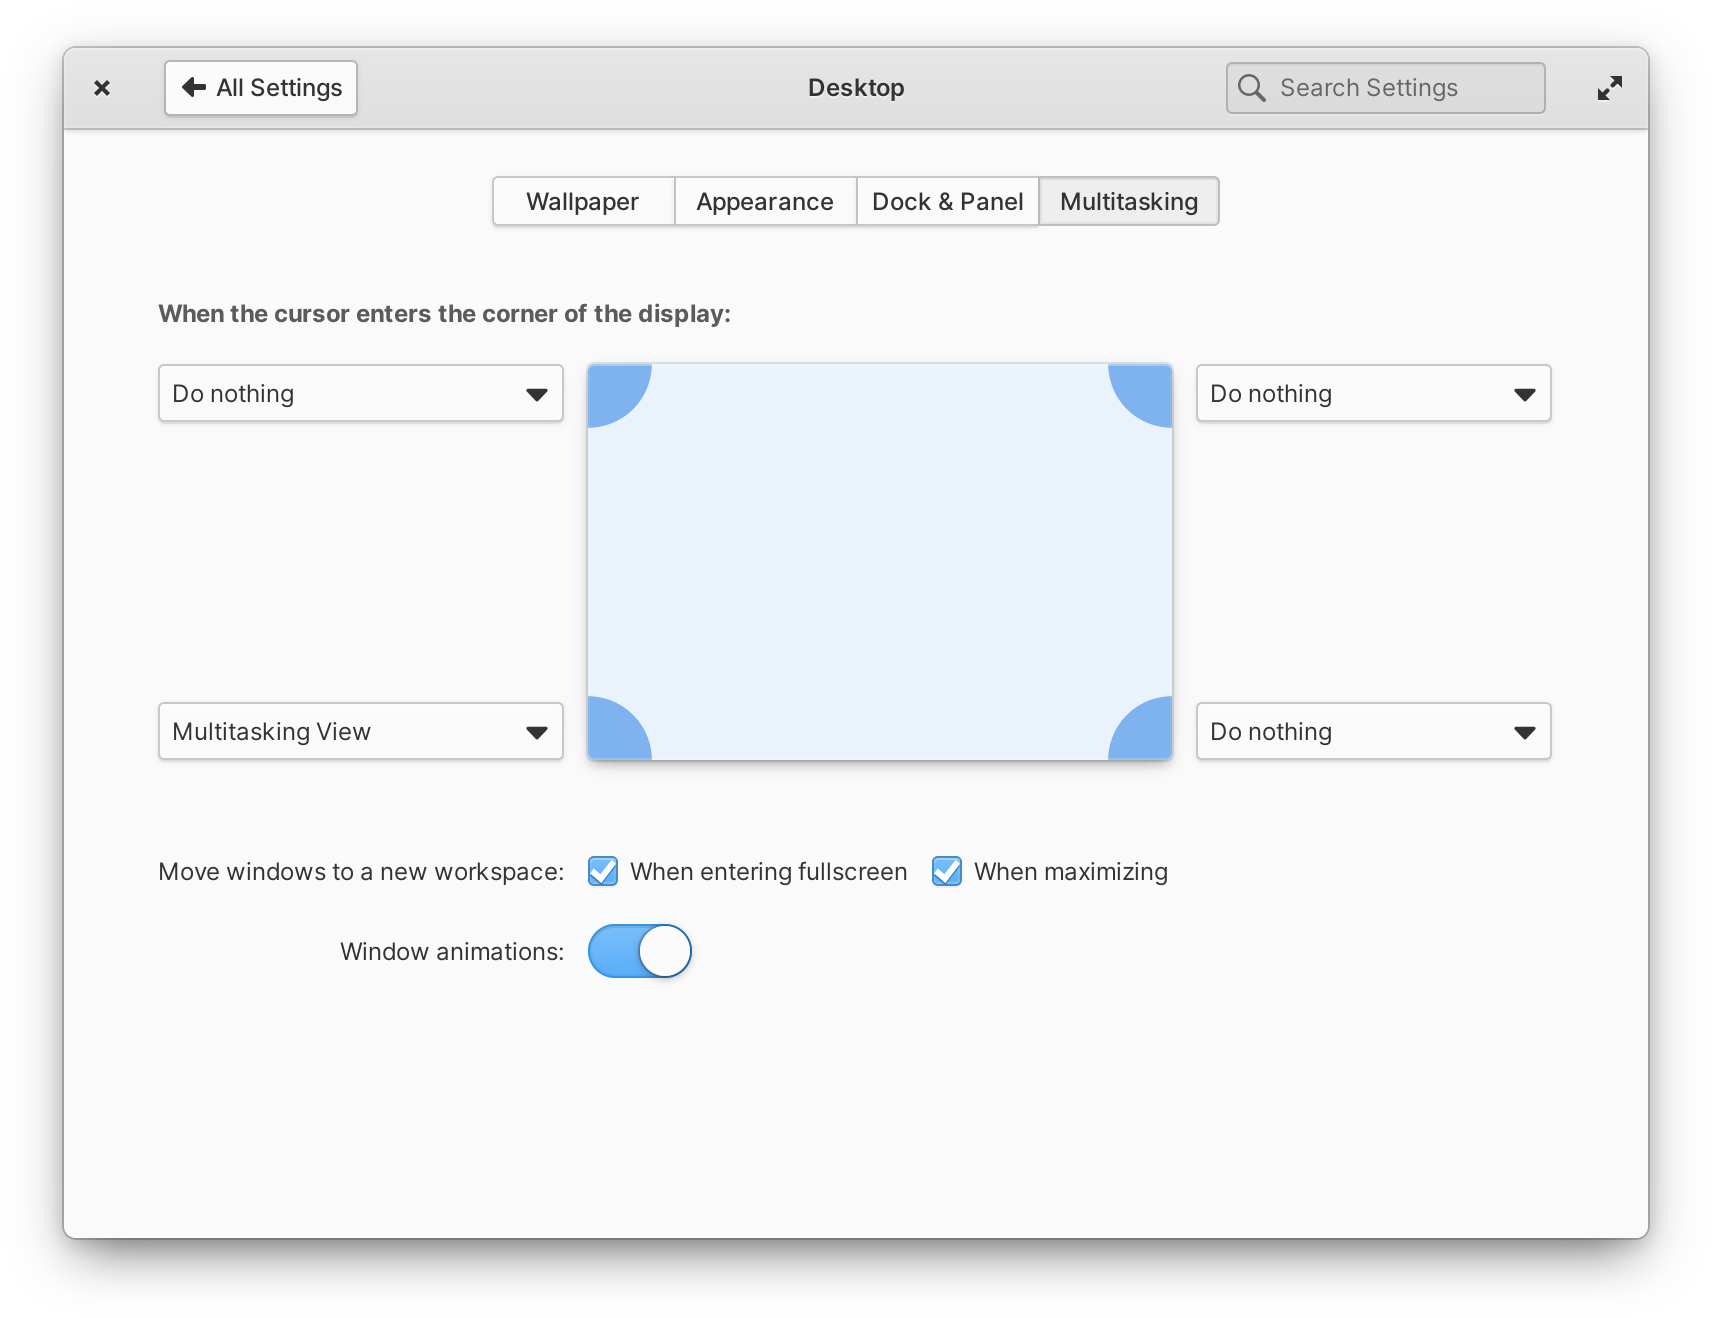 All Settings
Desktop
Search Settings
Wallpaper
Appearance
Dock & Panel
Multitasking
When the cursor enters the corner of the display:
Do nothing
Do nothing
Multitasking View
Do nothing
Move windows to a new workspace:
When entering fullscreen
When maximizing
Window animations: